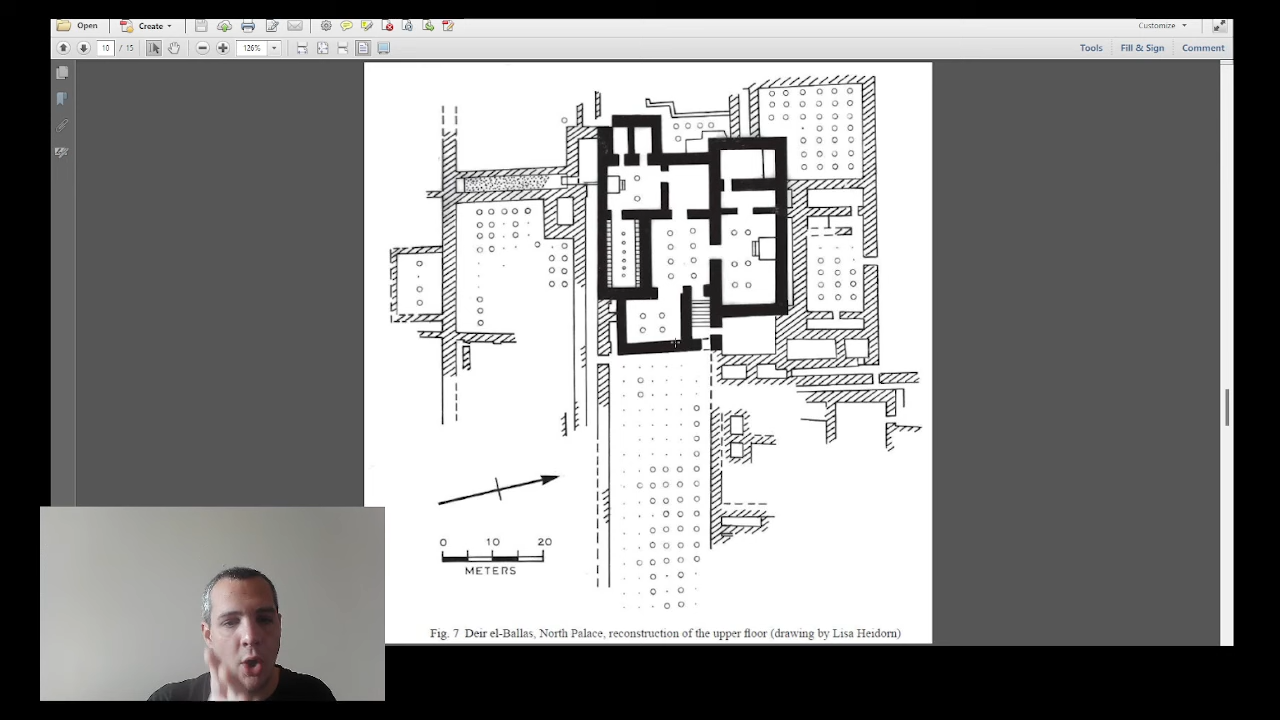 Open
Create
Customize
10 / 15
126%
Tools
Fill & Sign
Comment
0 10 20
METERS
Fig. 7 Deir el-Ballas, North Palace, reconstruction of the upper floor (drawing by Lisa Heidorn)